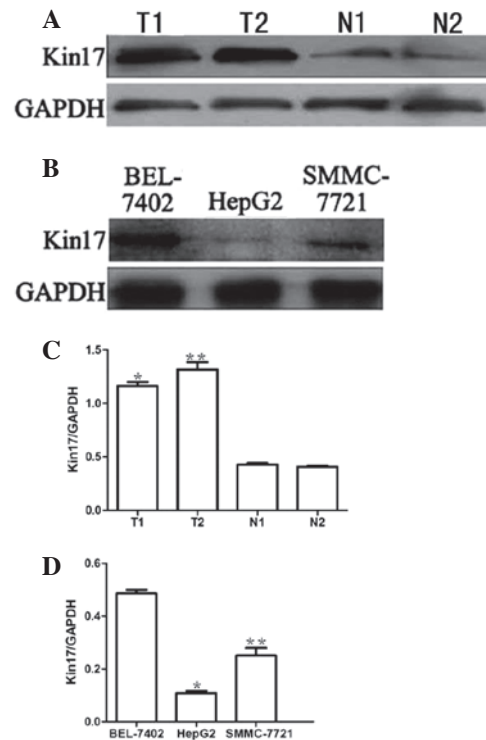 A
T1 T2 N1 N2
Kin17
GAPDH
B
BEL-
7402
HepG2
SMMC-
7721
Kin17
GAPDH
C
Kin17/GAPDH
1.5
1.0
0.5
0.0
*
**
T1 T2 N1 N2
D
Kin17/GAPDH
0.6
0.4
0.2
0.0
*
**
BEL-7402 HepG2 SMMC-7721